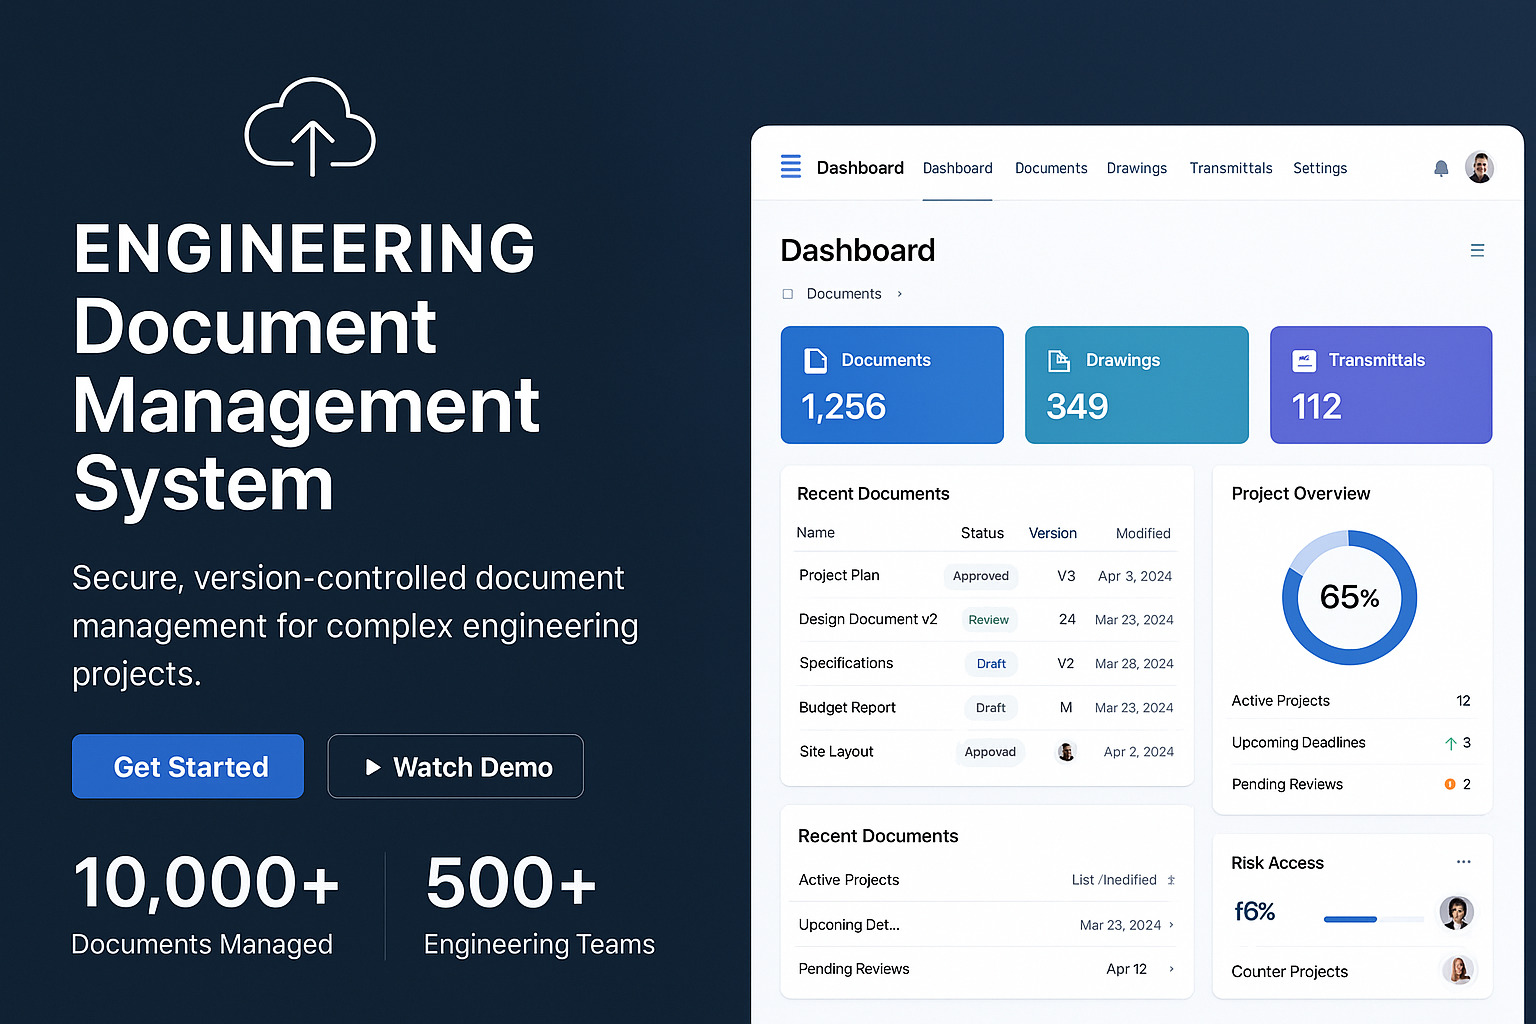 ENGINEERING
Document
Management
System
Secure, version-controlled document
management for complex engineering
projects.
Get Started
Watch Demo
10,000+
Documents Managed
500+
Engineering Teams
Dashboard Dashboard Documents Drawings Transmittals Settings
Dashboard
Documents
Documents
1,256
Drawings
349
Transmittals
112
Recent Documents
Name Status Version Modified
Project Plan Approved V3 Apr 3, 2024
Design Document v2 Review 24 Mar 23, 2024
Specifications Draft V2 Mar 28, 2024
Budget Report Draft M Mar 23, 2024
Site Layout Appovad Apr 2, 2024
Project Overview
65%
Active Projects 12
Upcoming Deadlines 3
Pending Reviews 2
Recent Documents
Active Projects List /Inedified
Upconing Det... Mar 23, 2024
Pending Reviews Apr 12
Risk Access
f6%
Counter Projects